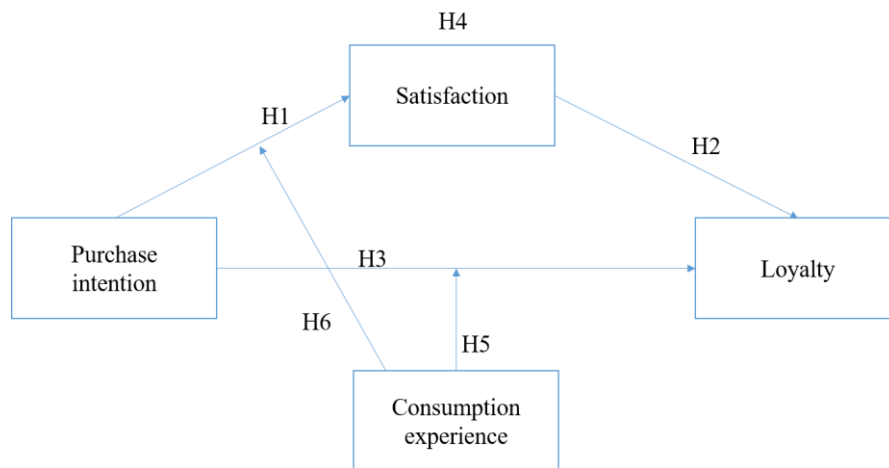 H4
Satisfaction
H1
H2
Purchase
intention
H3
Loyalty
H6
H5
Consumption
experience